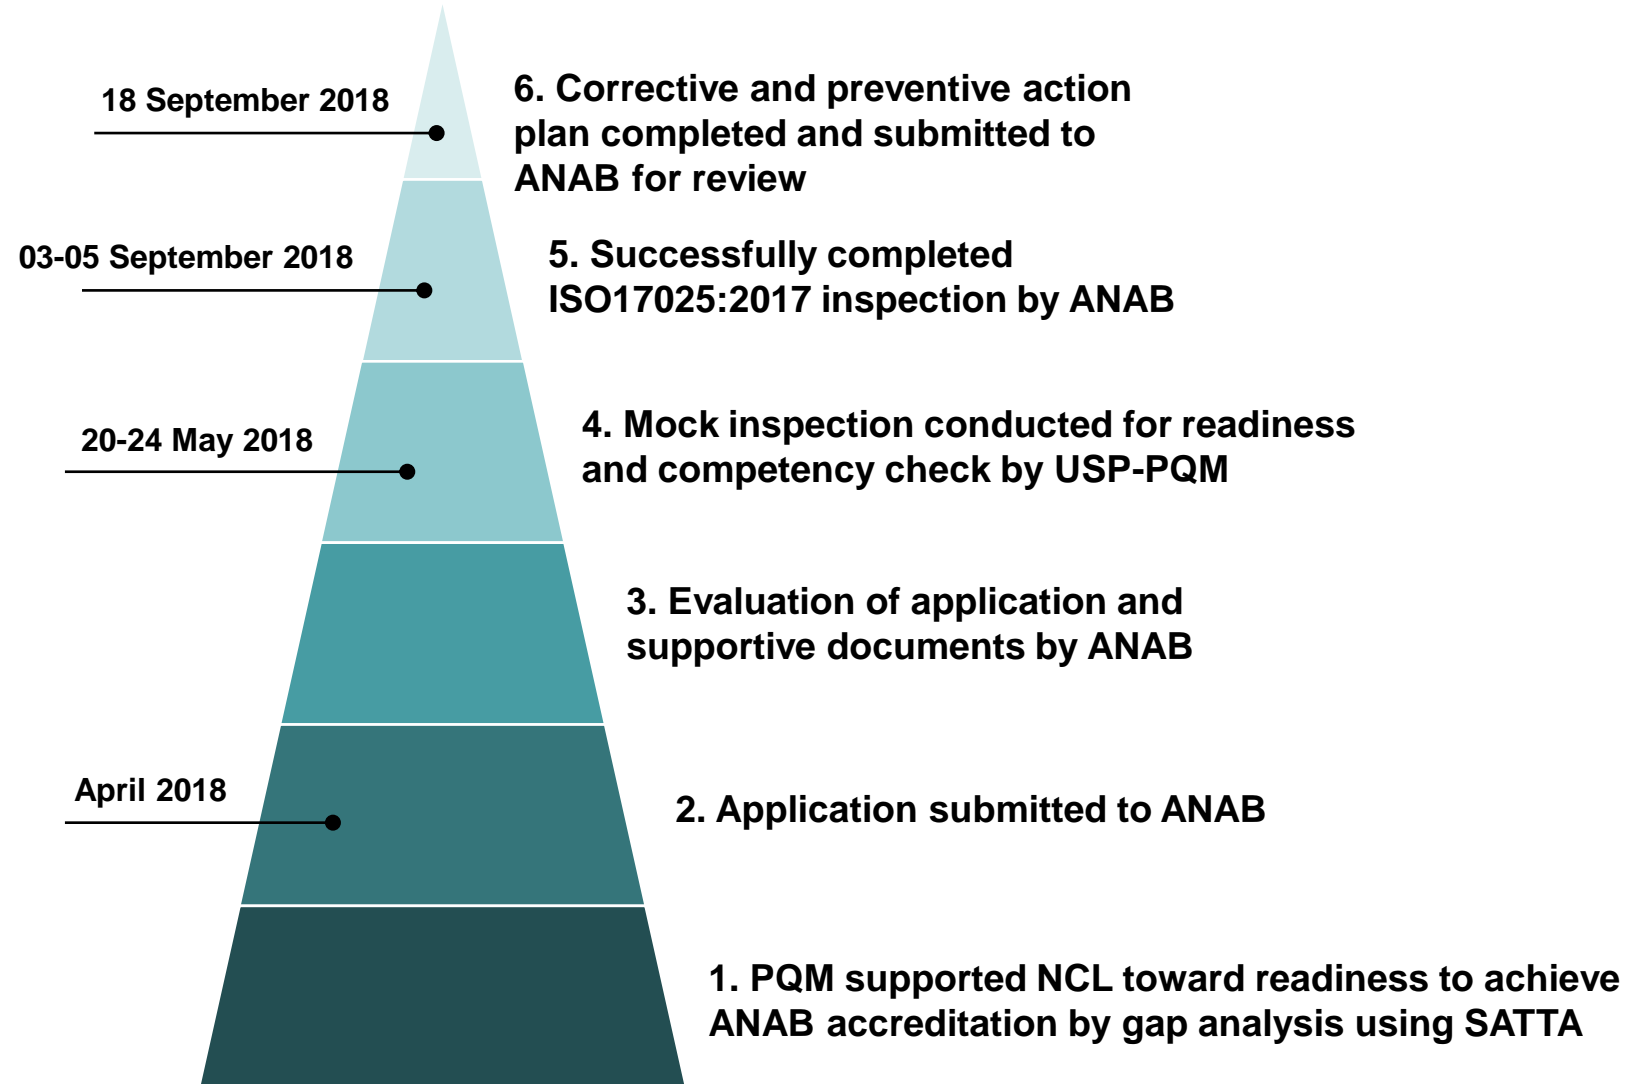 18 September 2018
6. Corrective and preventive action
plan completed and submitted to
ANAB for review
03-05 September 2018
5. Successfully completed
ISO17025:2017 inspection by ANAB
20-24 May 2018
4. Mock inspection conducted for readiness
and competency check by USP-PQM
3. Evaluation of application and
supportive documents by ANAB
April 2018
2. Application submitted to ANAB
1. PQM supported NCL toward readiness to achieve
ANAB accreditation by gap analysis using SATTA